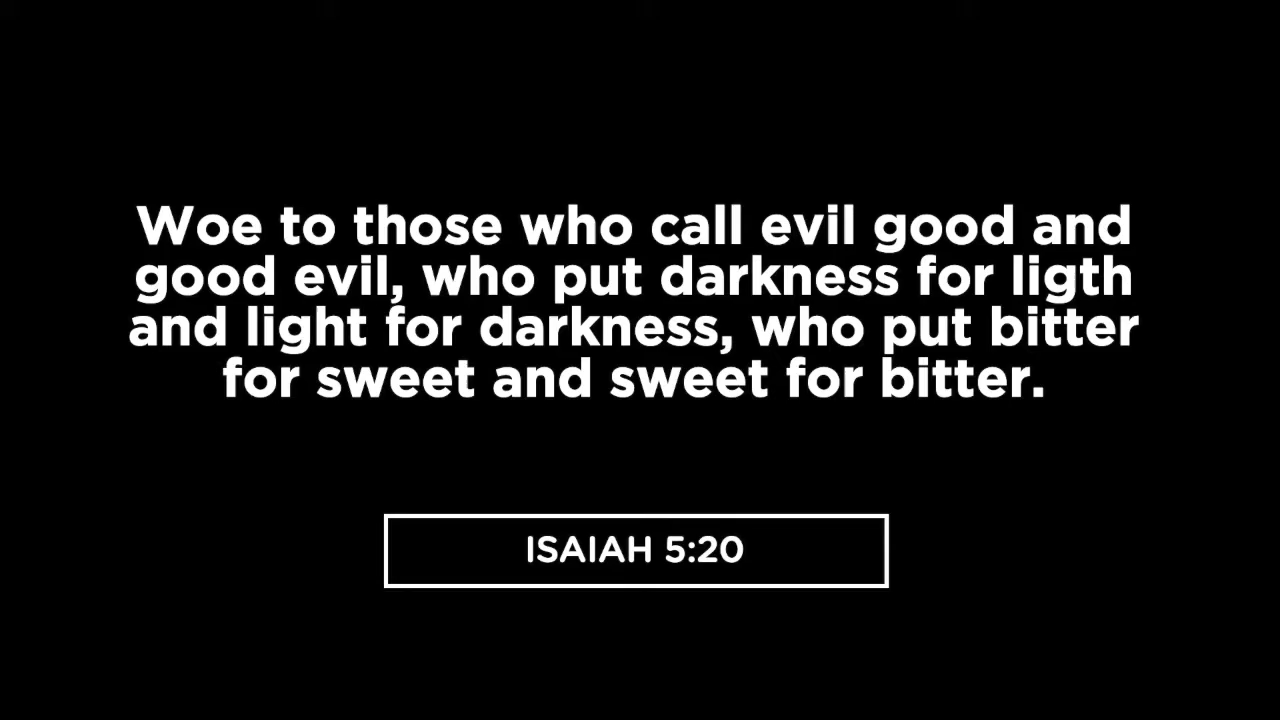 Woe to those who call evil good and
good evil, who put darkness for ligth
and light for darkness, who put bitter
for sweet and sweet for bitter.
ISAIAH 5:20